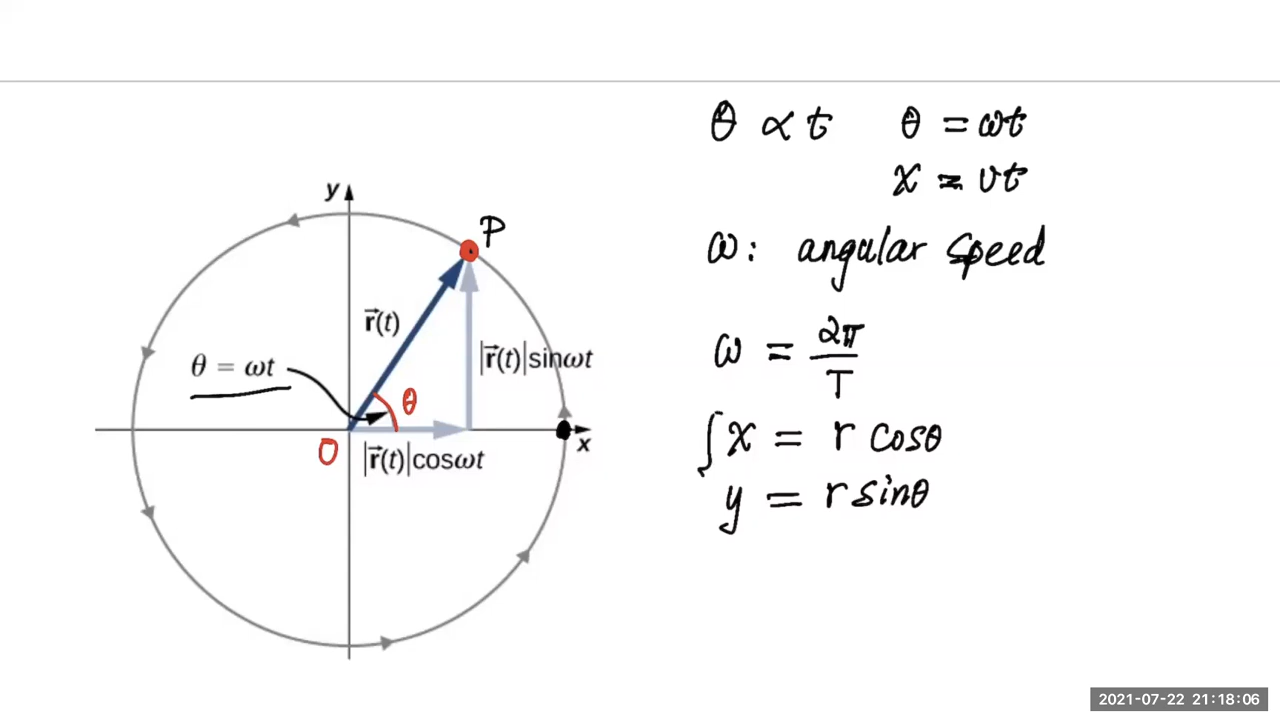 θ ∝ t θ = ωt
x = vt
ω: angular speed
ω = 2π/T
x = r cosθ
y = r sinθ
y
P
r⃗(t)
|r⃗(t)|sinωt
θ = ωt
θ
x
O
|r⃗(t)|cosωt
2021-07-22 21:18:06